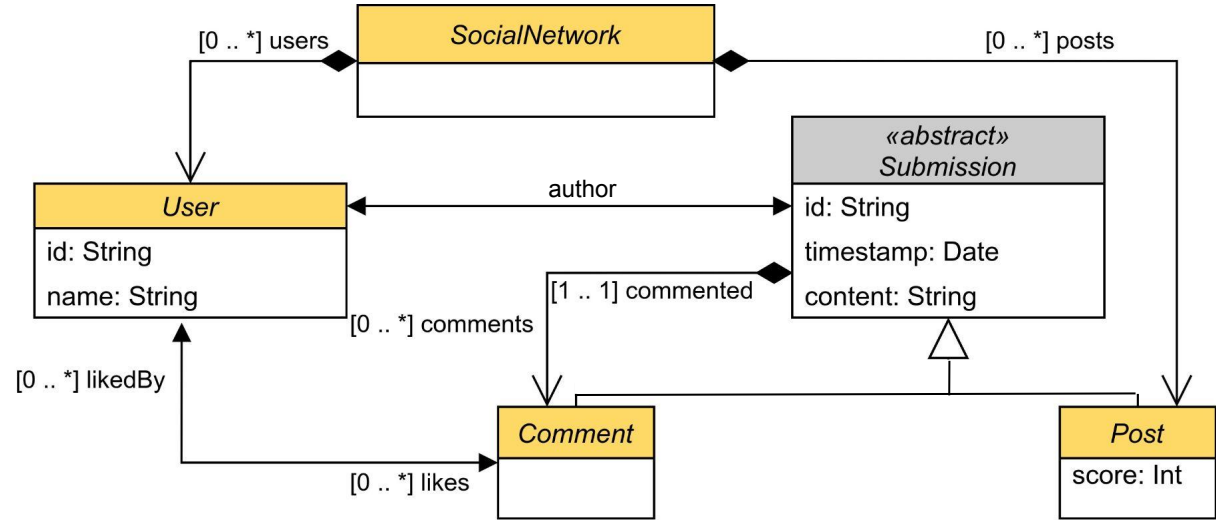 SocialNetwork
[0 .. *] users
[0 .. *] posts
«abstract»
Submission
id: String
timestamp: Date
content: String
author
User
id: String
name: String
[1 .. 1] commented
[0 .. *] comments
[0 .. *] likedBy
[0 .. *] likes
Comment
Post
score: Int